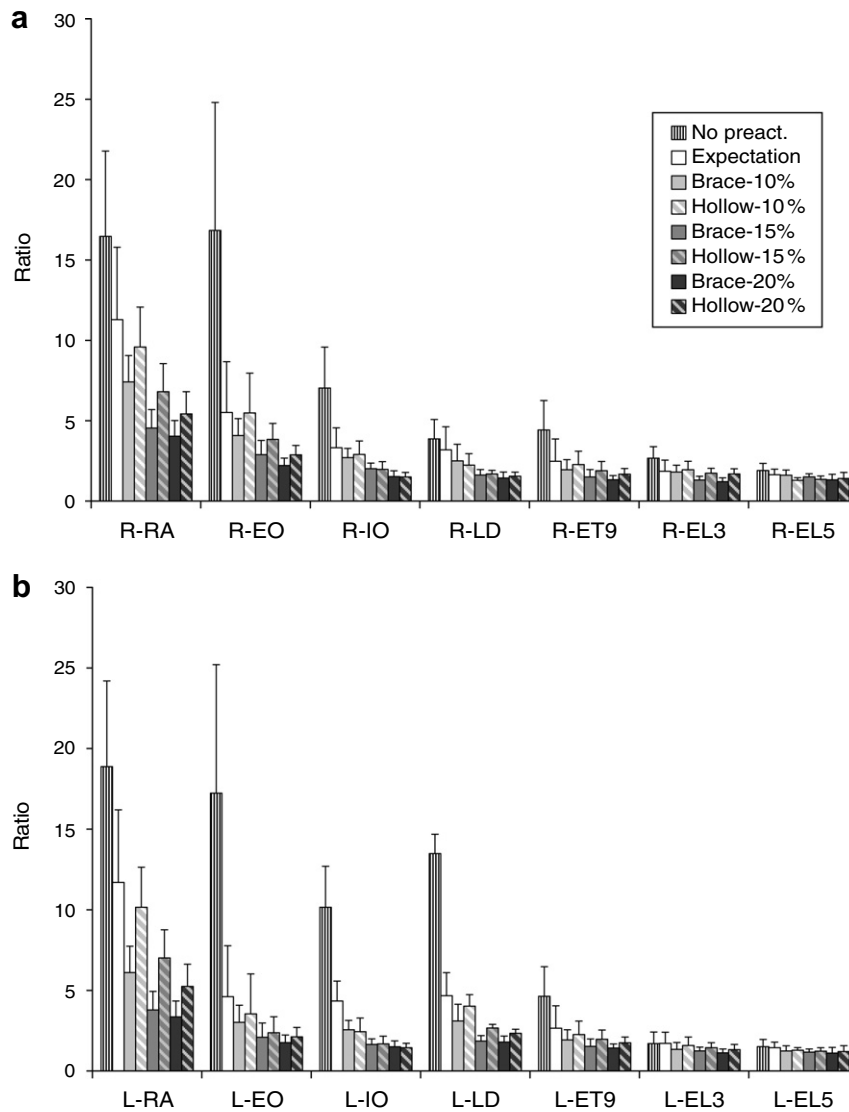 a
30
25
20
15
10
5
0
Ratio
No preact.
Expectation
Brace-10%
Hollow-10%
Brace-15%
Hollow-15%
Brace-20%
Hollow-20%
R-RA R-EO R-IO R-LD R-ET9 R-EL3 R-EL5
b
30
25
20
15
10
5
0
Ratio
L-RA L-EO L-IO L-LD L-ET9 L-EL3 L-EL5